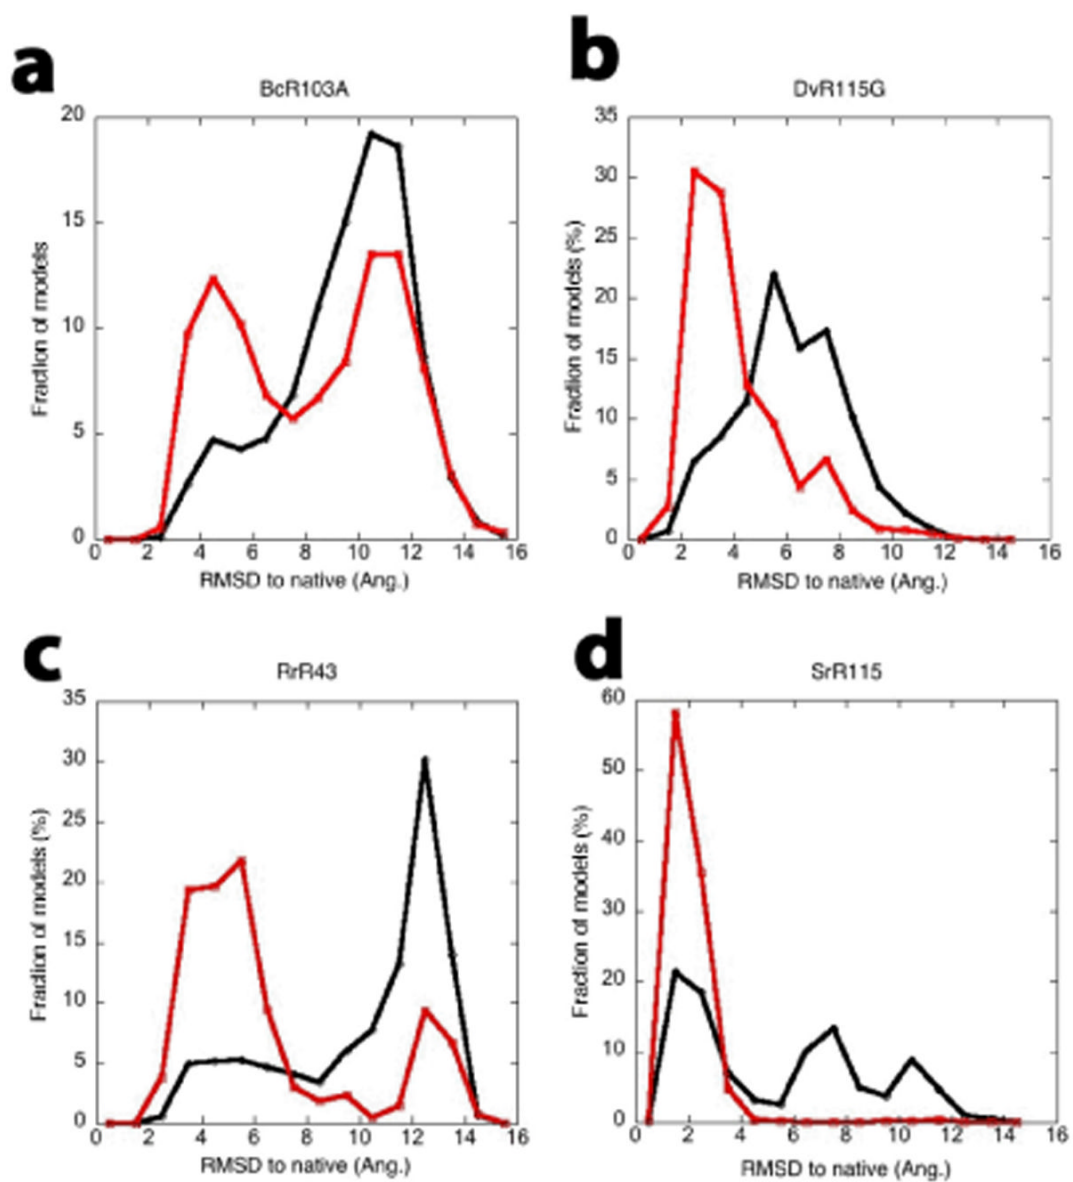 a
BcR103A
20
15
10
5
0
Fraction of models
0 2 4 6 8 10 12 14 16
RMSD to native (Ang.)
b
DvR115G
35
30
25
20
15
10
5
0
Fraction of models (%)
0 2 4 6 8 10 12 14 16
RMSD to native (Ang.)
c
RrR43
35
30
25
20
15
10
5
0
Fraction of models (%)
0 2 4 6 8 10 12 14 16
RMSD to native (Ang.)
d
SrR115
60
50
40
30
20
10
0
Fraction of models (%)
0 2 4 6 8 10 12 14 16
RMSD to native (Ang.)